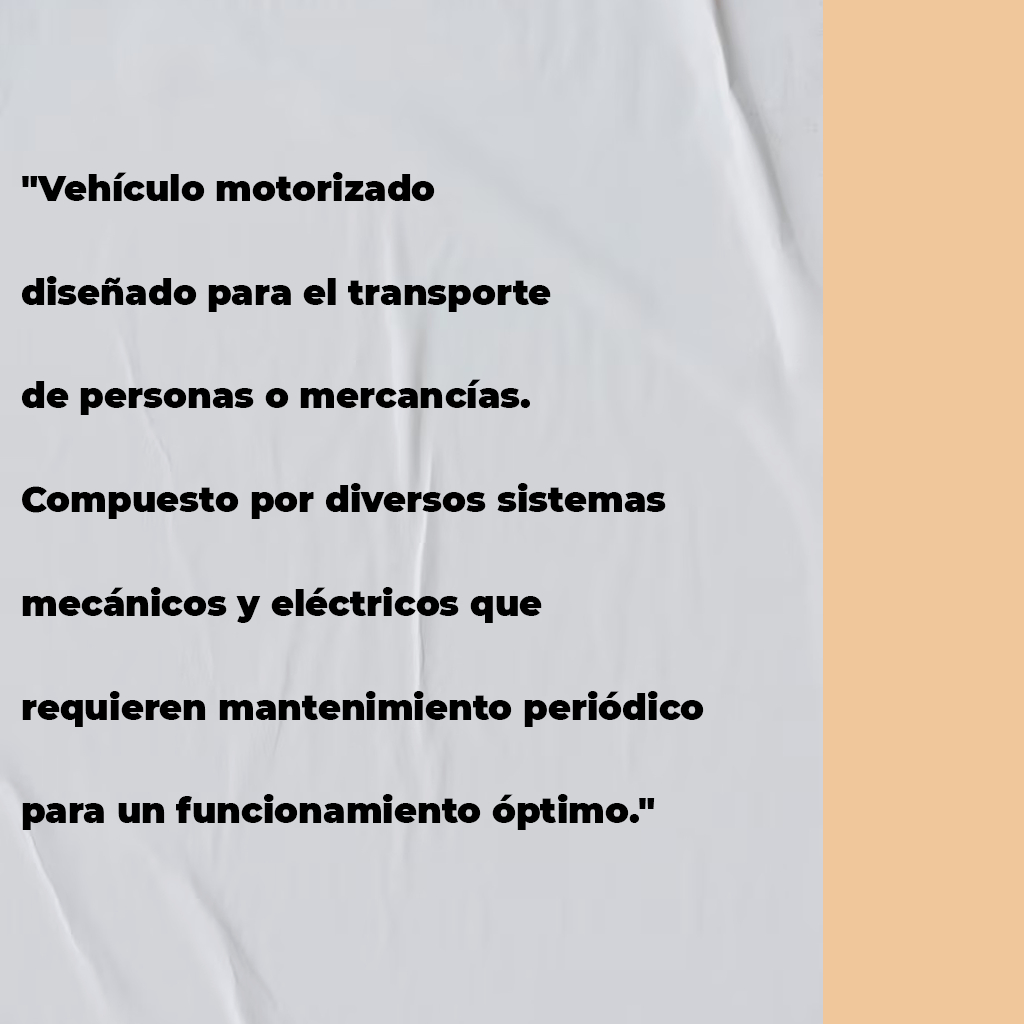 "Vehículo motorizado
diseñado para el transporte
de personas o mercancías.
Compuesto por diversos sistemas
mecánicos y eléctricos que
requieren mantenimiento periódico
para un funcionamiento óptimo."